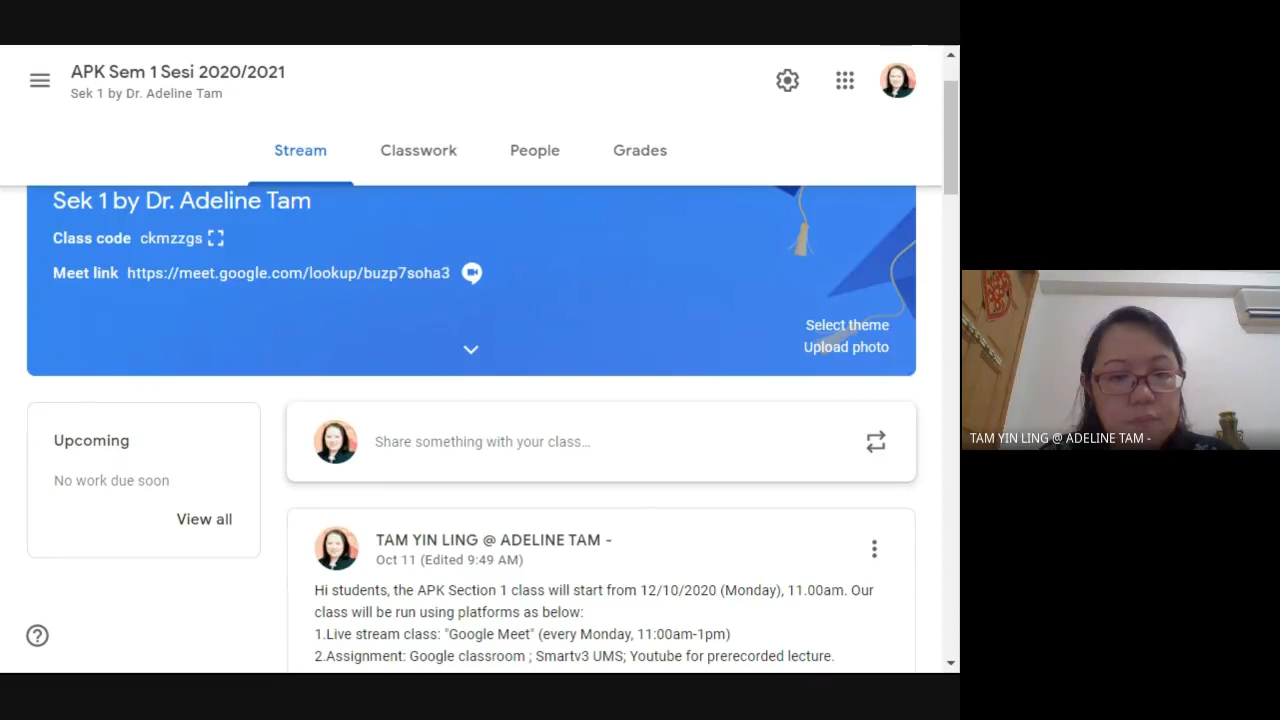 APK Sem 1 Sesi 2020/2021
Sek 1 by Dr. Adeline Tam
Stream Classwork People Grades
Sek 1 by Dr. Adeline Tam
Class code ckmzzgs
Meet link https://meet.google.com/lookup/buzp7soha3
Select theme
Upload photo
Upcoming
No work due soon
View all
Share something with your class...
TAM YIN LING @ ADELINE TAM -
Oct 11 (Edited 9:49 AM)
Hi students, the APK Section 1 class will start from 12/10/2020 (Monday), 11.00am. Our
class will be run using platforms as below:
1.Live stream class: "Google Meet" (every Monday, 11:00am-1pm)
2.Assignment: Google classroom ; Smartv3 UMS; Youtube for prerecorded lecture.
TAM YIN LING @ ADELINE TAM -